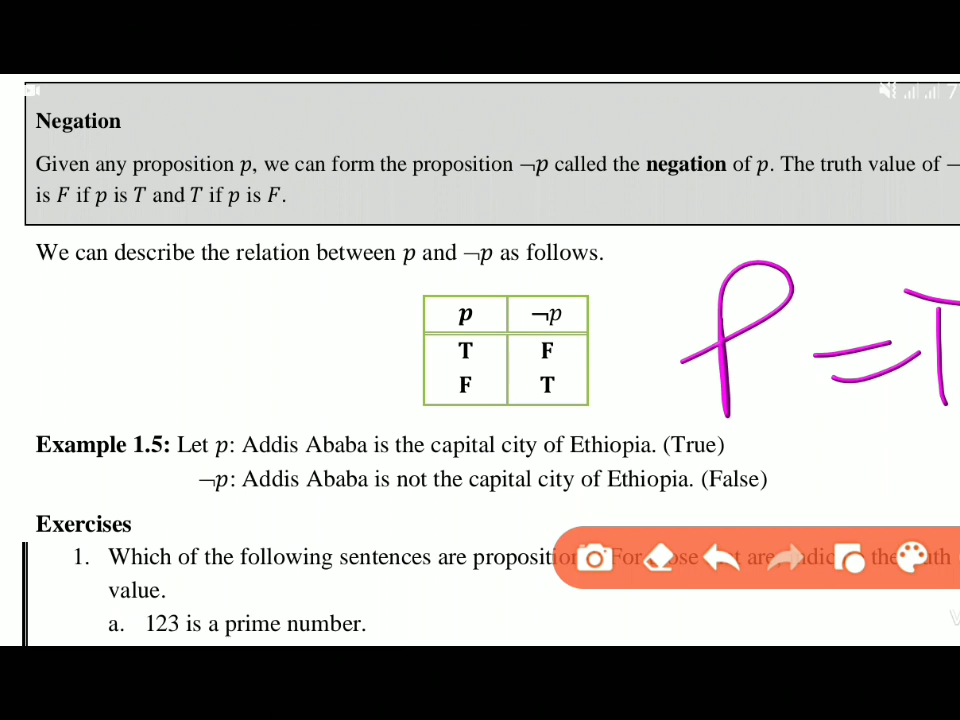 Negation
Given any proposition p, we can form the proposition ¬p called the negation of p. The truth value of ¬
is F if p is T and T if p is F.
We can describe the relation between p and ¬p as follows.
p ¬p
T F
F T
P = T
Example 1.5: Let p: Addis Ababa is the capital city of Ethiopia. (True)
¬p: Addis Ababa is not the capital city of Ethiopia. (False)
Exercises
1. Which of the following sentences are For are the
value.
a. 123 is a prime number.